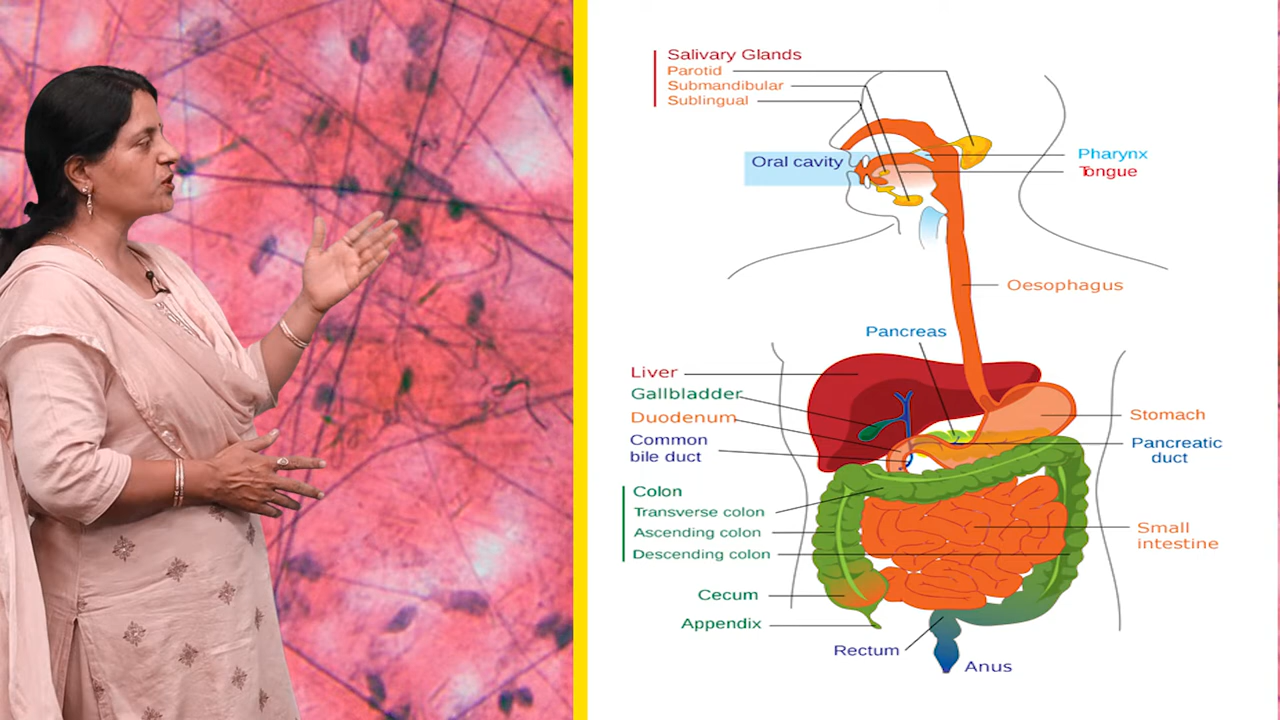 Salivary Glands
Parotid
Submandibular
Sublingual
Oral cavity
Pharynx
Tongue
Oesophagus
Pancreas
Liver
Gallbladder
Duodenum
Common
bile duct
Stomach
Pancreatic
duct
Colon
Transverse colon
Ascending colon
Descending colon
Small
intestine
Cecum
Appendix
Rectum
Anus